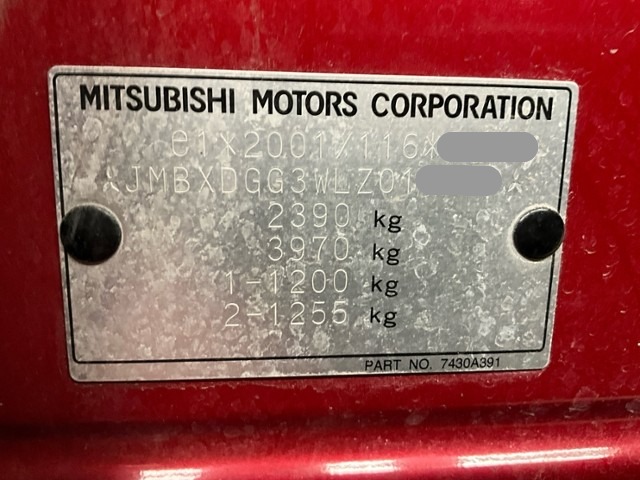 MITSUBISHI MOTORS CORPORATION
e1*2001/116*
*JMBXDGG3WLZ01 *
2390 kg
3970 kg
1-1200 kg
2-1255 kg
PART NO. 7430A391